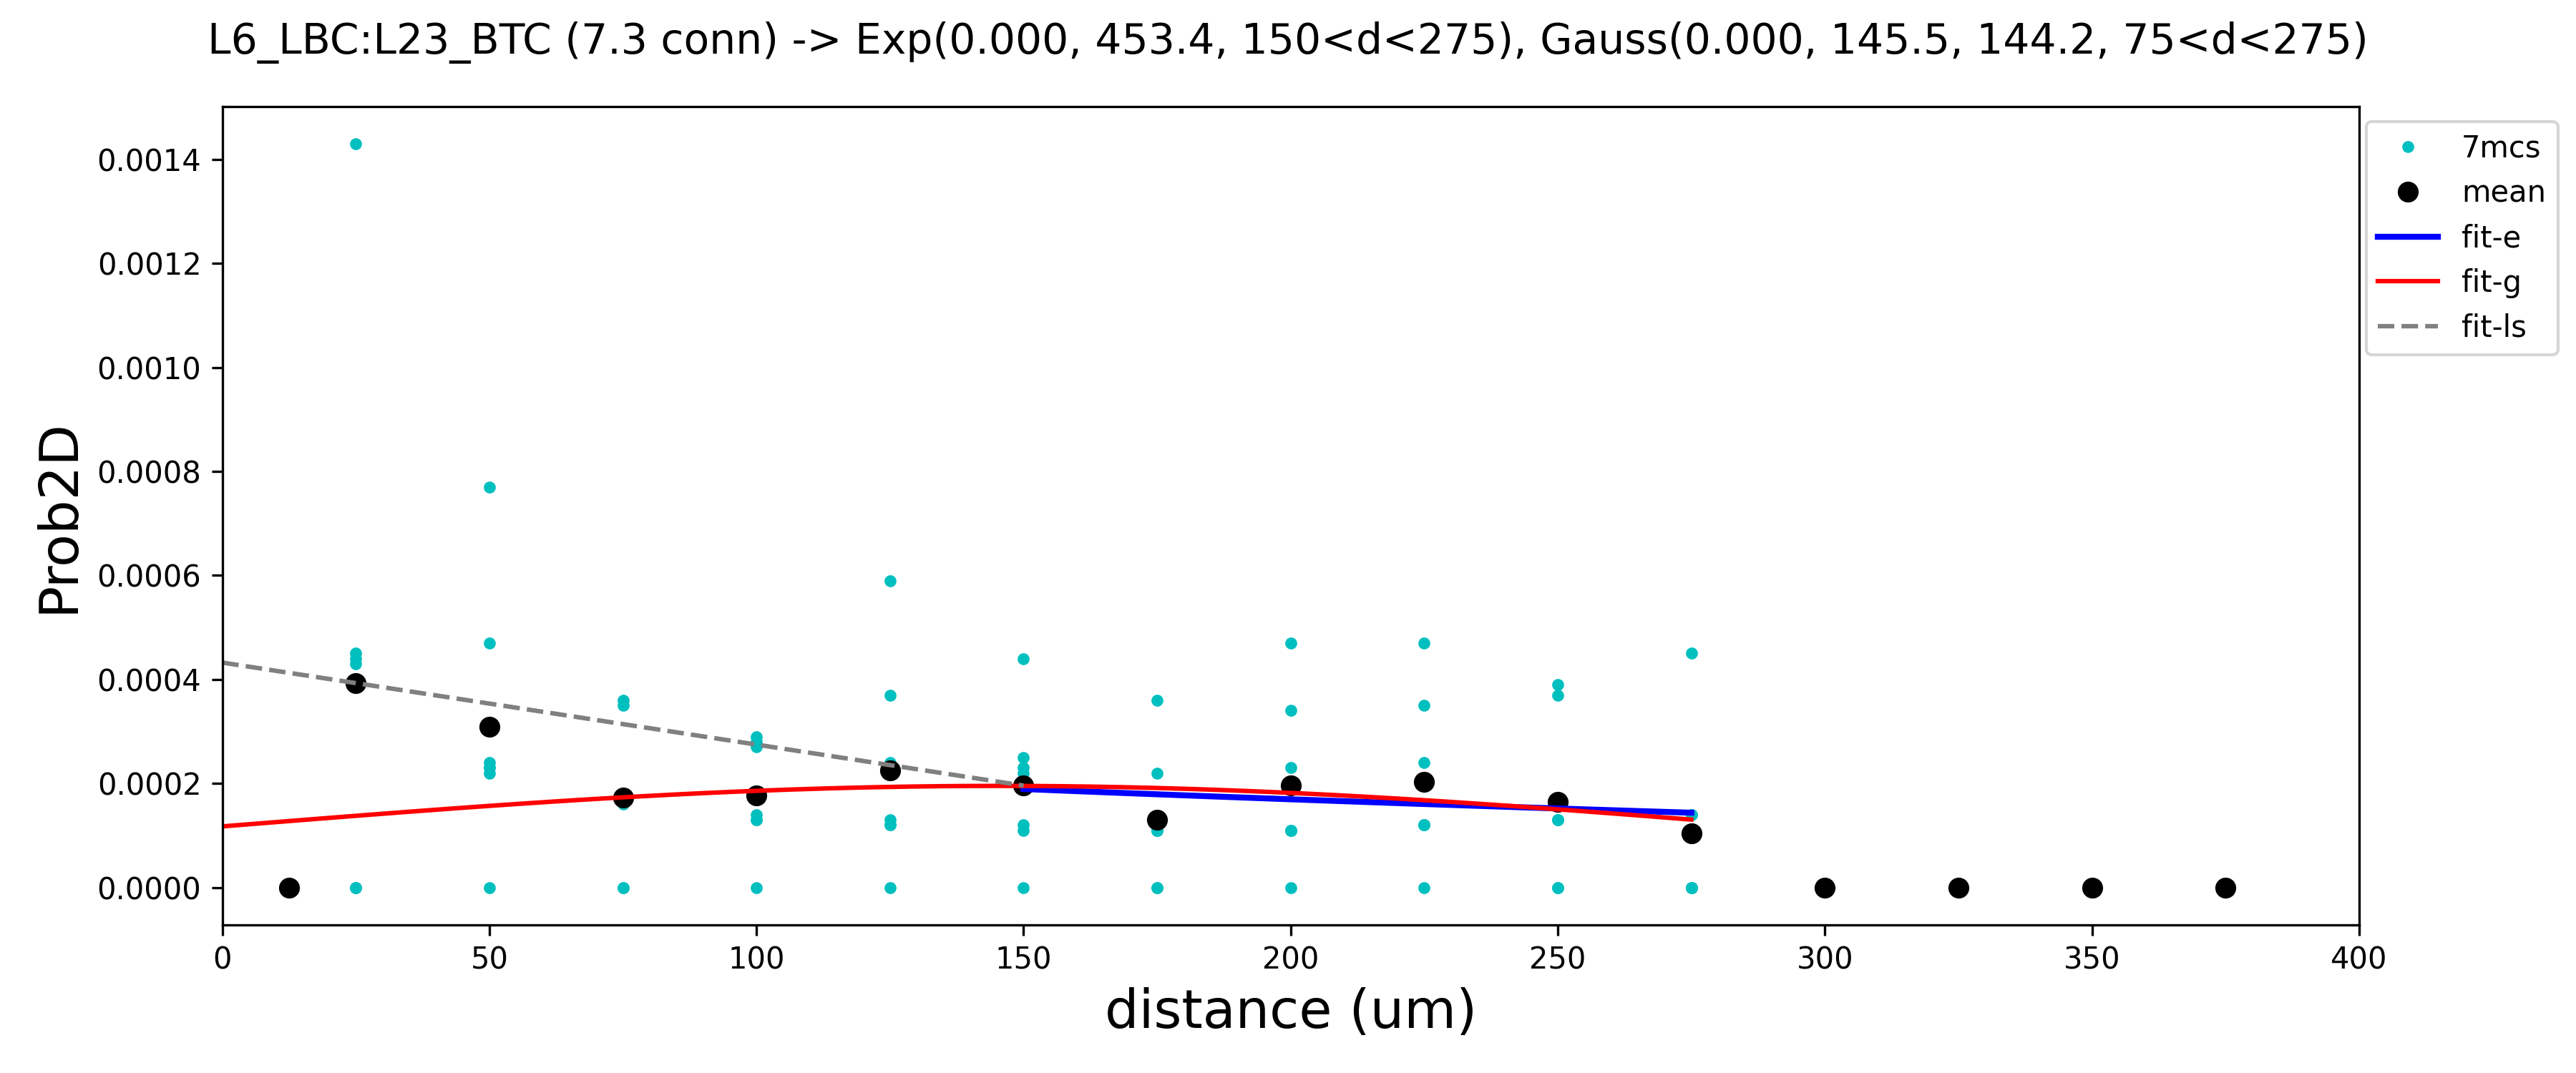 L6_LBC:L23_BTC (7.3 conn) -> Exp(0.000, 453.4, 150<d<275), Gauss(0.000, 145.5, 144.2, 75<d<275)
Prob2D
0.0014
0.0012
0.0010
0.0008
0.0006
0.0004
0.0002
0.0000
0 50 100 150 200 250 300 350 400
distance (um)
7mcs
mean
fit-e
fit-g
fit-ls